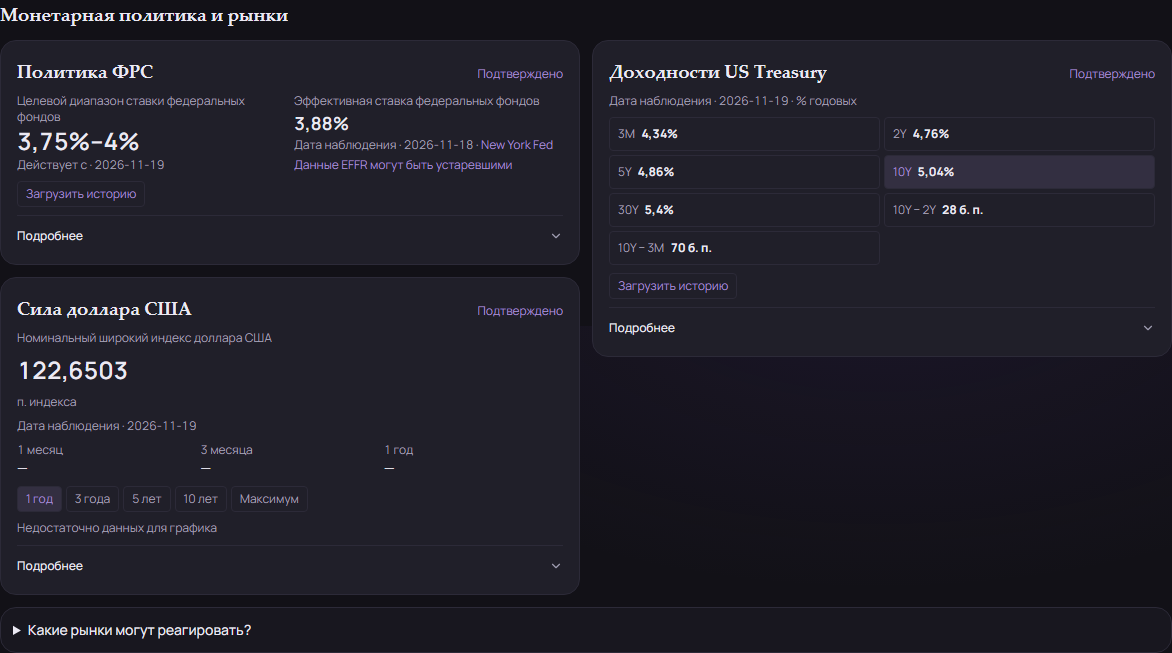 Монетарная политика и рынки
Политика ФРС
Подтверждено
Целевой диапазон ставки федеральных
фондов
3,75%–4%
Действует с · 2026-11-19
Эффективная ставка федеральных фондов
3,88%
Дата наблюдения · 2026-11-18 · New York Fed
Данные EFFR могут быть устаревшими
Загрузить историю
Подробнее
Доходности US Treasury
Подтверждено
Дата наблюдения · 2026-11-19 · % годовых
3M 4,34%
2Y 4,76%
5Y 4,86%
10Y 5,04%
30Y 5,4%
10Y − 2Y 28 б. п.
10Y − 3M 70 б. п.
Загрузить историю
Подробнее
Сила доллара США
Подтверждено
Номинальный широкий индекс доллара США
122,6503
п. индекса
Дата наблюдения · 2026-11-19
1 месяц
—
3 месяца
—
1 год
—
1 год 3 года 5 лет 10 лет Максимум
Недостаточно данных для графика
Подробнее
Какие рынки могут реагировать?